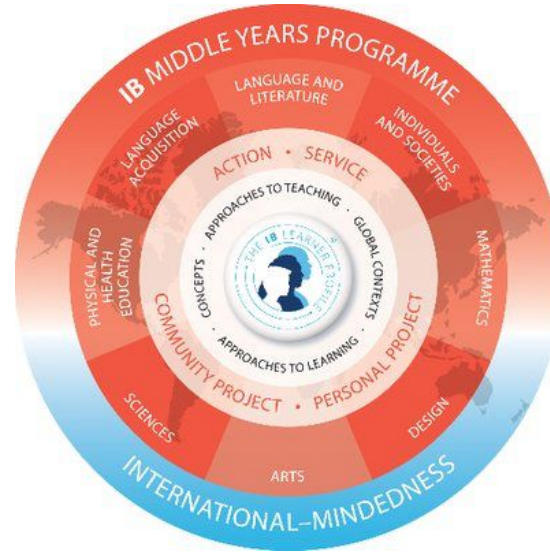 IB MIDDLE YEARS PROGRAMME
LANGUAGE AND
LITERATURE
LANGUAGE
ACQUISITION
INDIVIDUALS
AND SOCIETIES
PHYSICAL AND
HEALTH
EDUCATION
MATHEMATICS
SCIENCES
DESIGN
ARTS
ACTION • SERVICE
COMMUNITY PROJECT • PERSONAL PROJECT
APPROACHES TO TEACHING · GLOBAL CONTEXTS
CONCEPTS · APPROACHES TO LEARNING ·
THE IB LEARNER PROFILE
INTERNATIONAL–MINDEDNESS